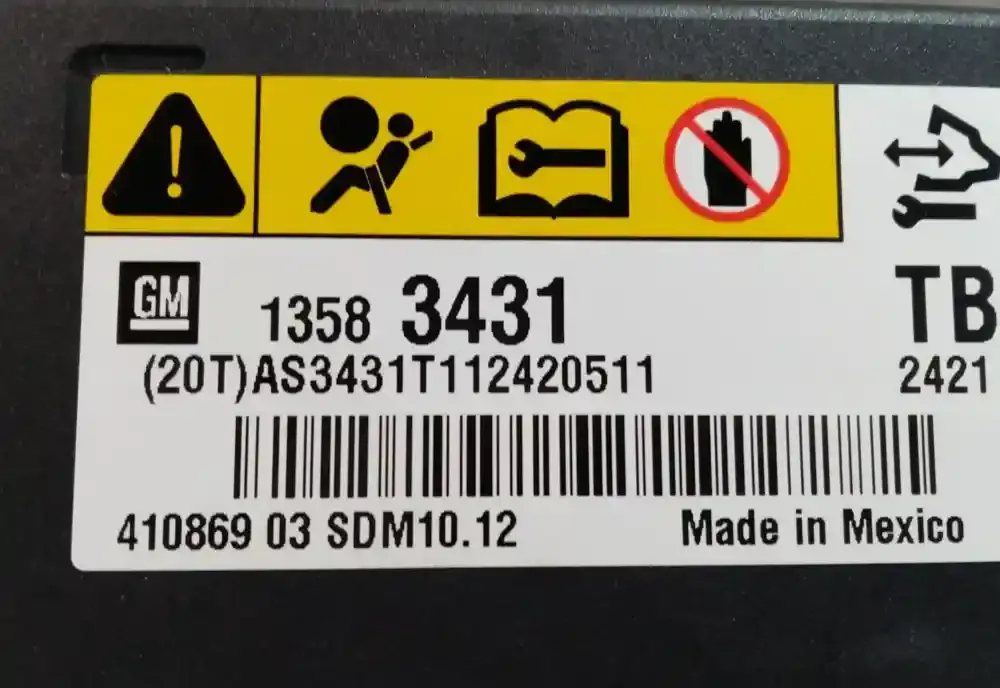 GM 1358 3431 TB
(20T)AS3431T112420511 2421
410869 03 SDM10.12 Made in Mexico